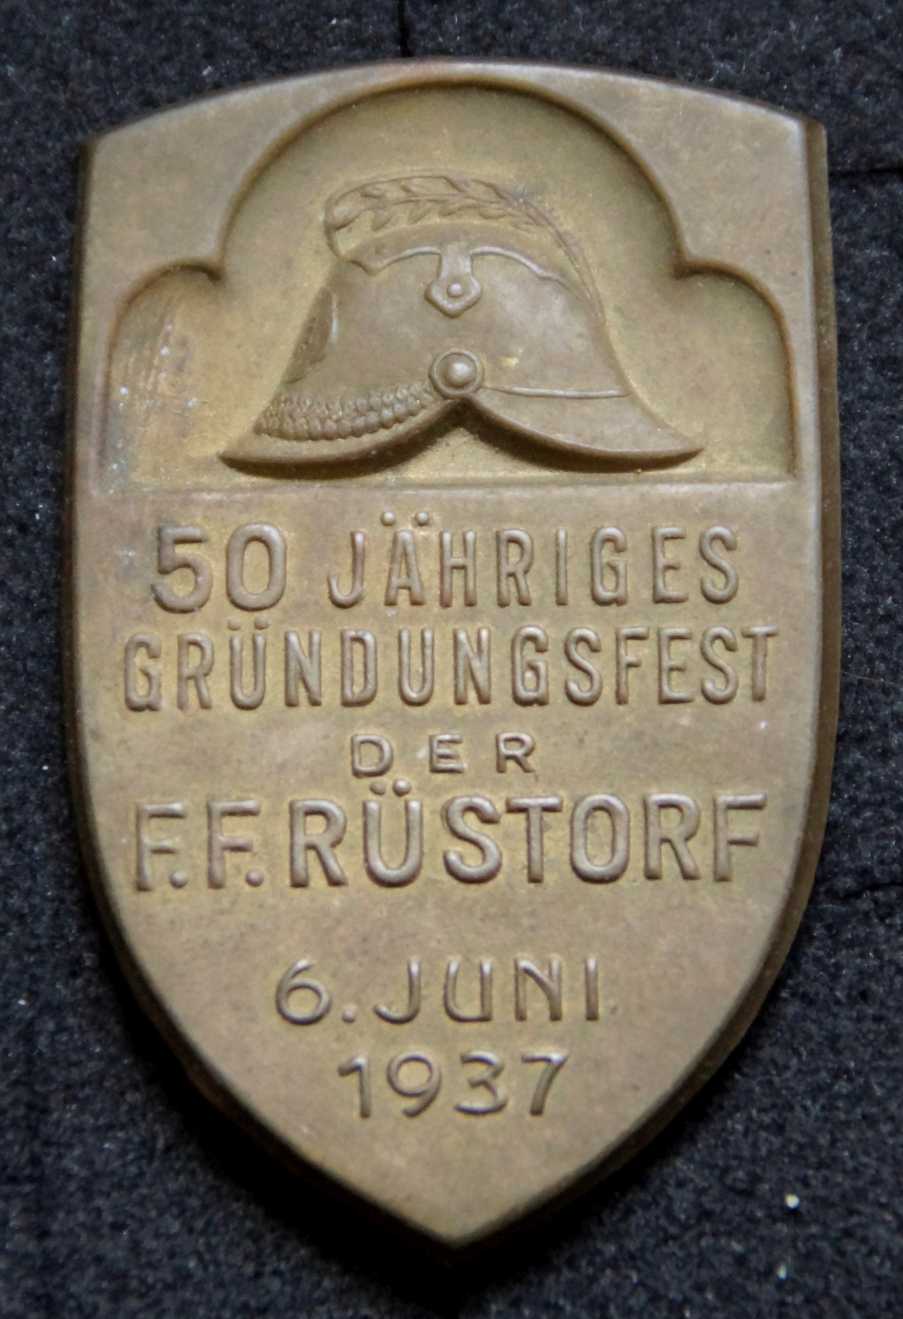 50 JÄHRIGES
GRÜNDUNGSFEST
DER
F.F. RÜSTORF
6. JUNI
1937